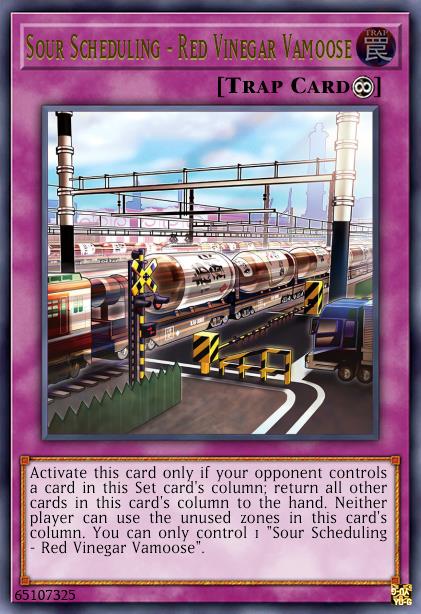 Sour Scheduling - Red Vinegar Vamoose
TRAP
罠
[Trap Card]
Activate this card only if your opponent controls
a card in this Set card's column; return all other
cards in this card's column to the hand. Neither
player can use the unused zones in this card's
column. You can only control 1 "Sour Scheduling
- Red Vinegar Vamoose".
65107325